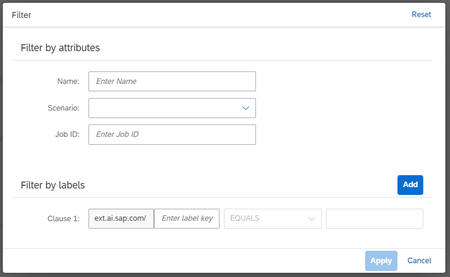 Filter Reset
Filter by attributes
Name: Enter Name
Scenario:
Job ID: Enter Job ID
Filter by labels Add
Clause 1: ext.ai.sap.com/ Enter label key EQUALS
Apply Cancel